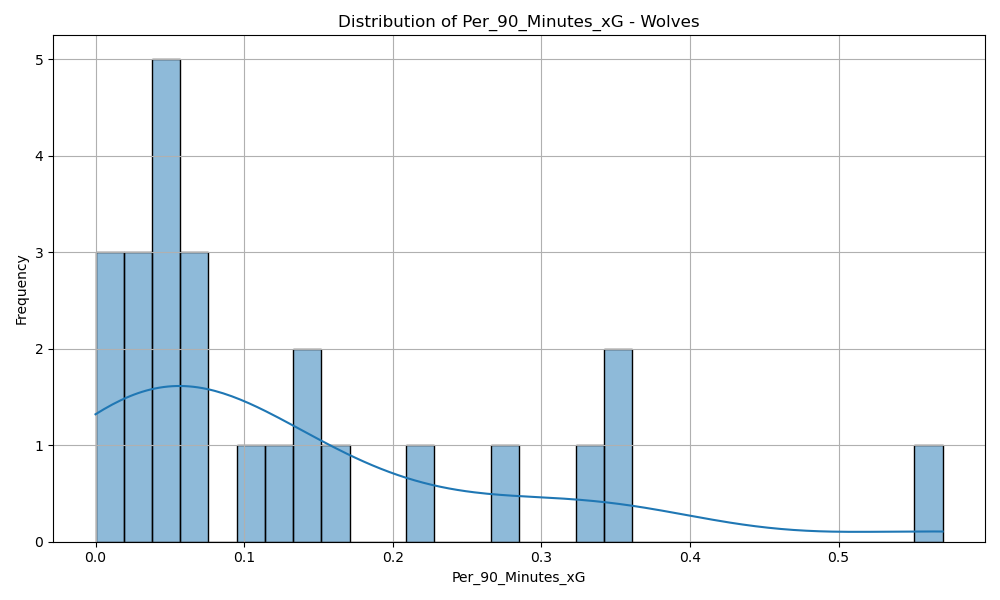 Distribution of Per_90_Minutes_xG - Wolves
Frequency
5
4
3
2
1
0
0.0 0.1 0.2 0.3 0.4 0.5
Per_90_Minutes_xG